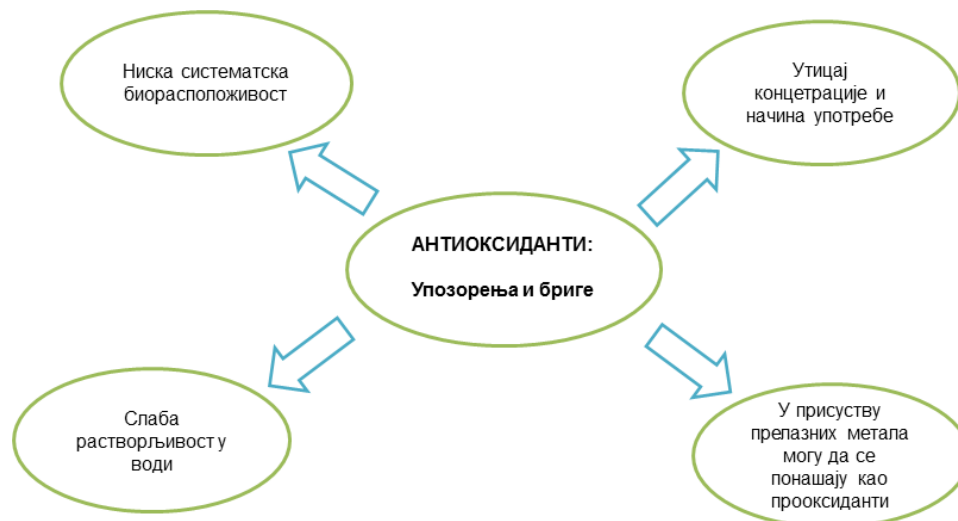 Ниска систематска
биорасположивост
Утицај
концетрације и
начина употребе
АНТИОКСИДАНТИ:
Упозорења и бриге
Слаба
растворљивост у
води
У присуству
прелазних метала
могу да се
понашају као
прооксиданти